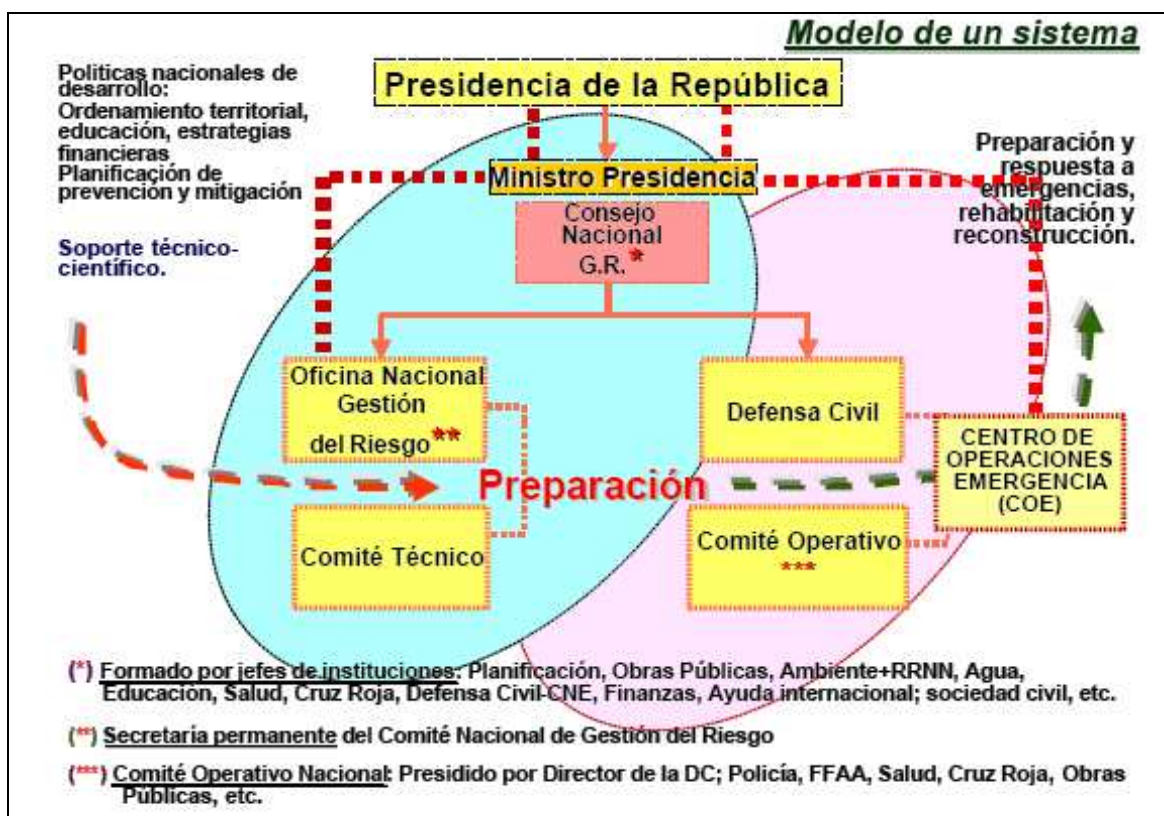 Modelo de un sistema
Politicas nacionales de
desarrollo:
Ordenamiento territorial,
educación, estrategias
financieras
Planificación de
prevención y mitigación
Soporte técnico-
científico.
Presidencia de la República
Ministro Presidencia
Consejo
Nacional
G.R.*
Preparación y
respuesta a
emergencias,
rehabilitación y
reconstrucción.
Oficina Nacional
Gestión
del Riesgo**
Defensa Civil
CENTRO DE
OPERACIONES
EMERGENCIA
(COE)
Preparación
Comité Técnico
Comité Operativo
***
(*) Formado por jefes de instituciones: Planificación, Obras Públicas, Ambiente+RRNN, Agua,
Educaciòn, Salud, Cruz Roja, Defensa Civil-CNE, Finanzas, Ayuda internacional; sociedad civil, etc.
(**) Secretaría permanente del Comité Nacional de Gestión del Riesgo
(***) Comité Operativo Nacional: Presidido por Director de la DC; Policía, FFAA, Salud, Cruz Roja, Obras
Públicas, etc.